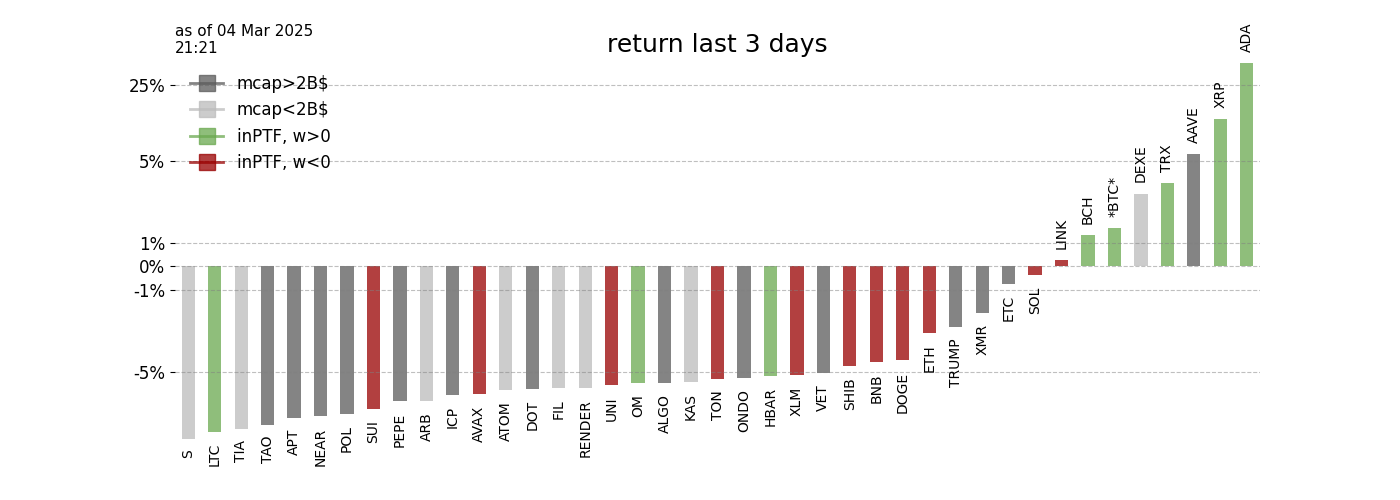 as of 04 Mar 2025
21:21
return last 3 days
mcap>2B$
mcap<2B$
inPTF, w>0
inPTF, w<0
25%
5%
1%
0%
-1%
-5%
S
LTC
TIA
TAO
APT
NEAR
POL
SUI
PEPE
ARB
ICP
AVAX
ATOM
DOT
FIL
RENDER
UNI
OM
ALGO
KAS
TON
ONDO
HBAR
XLM
VET
SHIB
BNB
DOGE
ETH
TRUMP
XMR
ETC
SOL
LINK
BCH
*BTC*
DEXE
TRX
AAVE
XRP
ADA